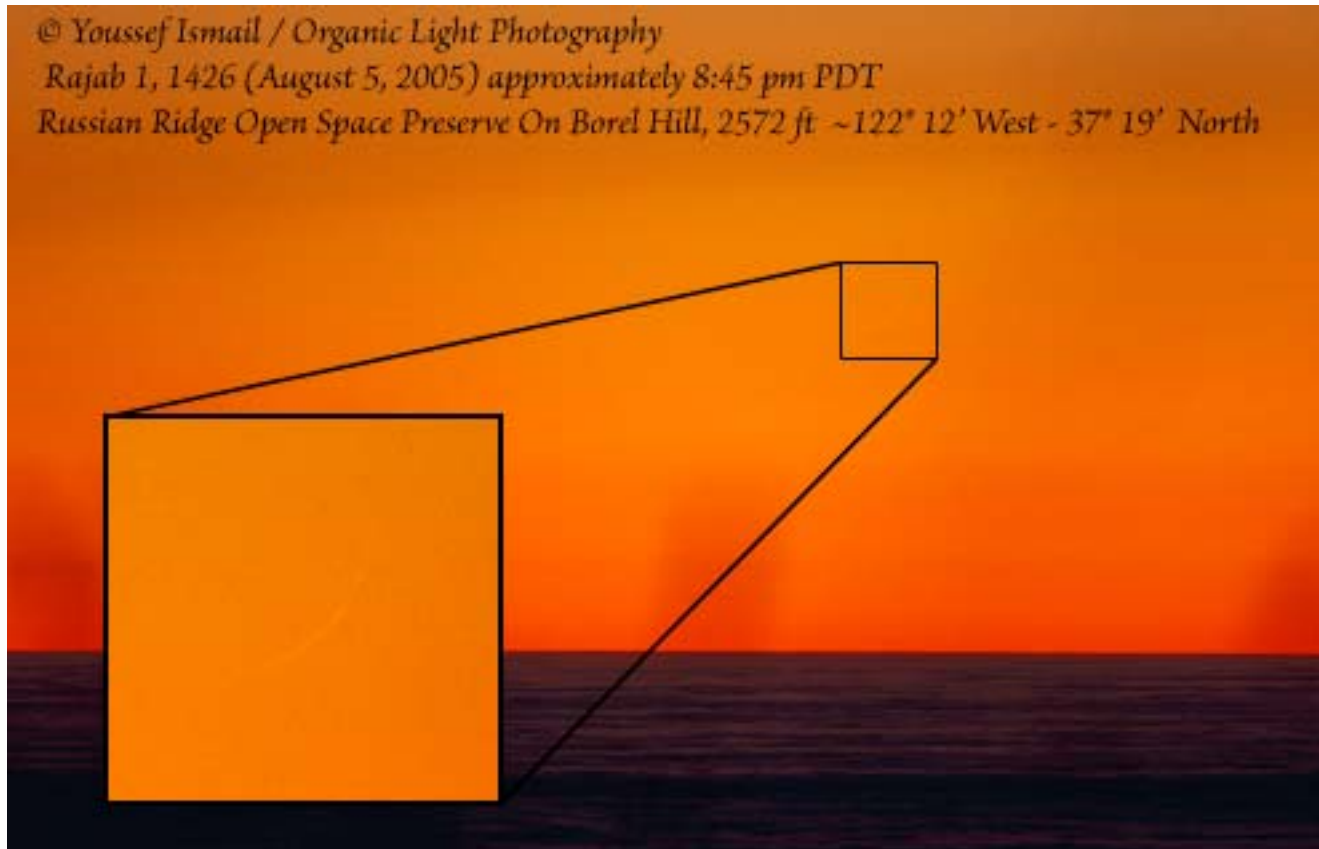 © Youssef Ismail / Organic Light Photography
Rajab 1, 1426 (August 5, 2005) approximately 8:45 pm PDT
Russian Ridge Open Space Preserve On Borel Hill, 2572 ft ~122° 12' West - 37° 19' North